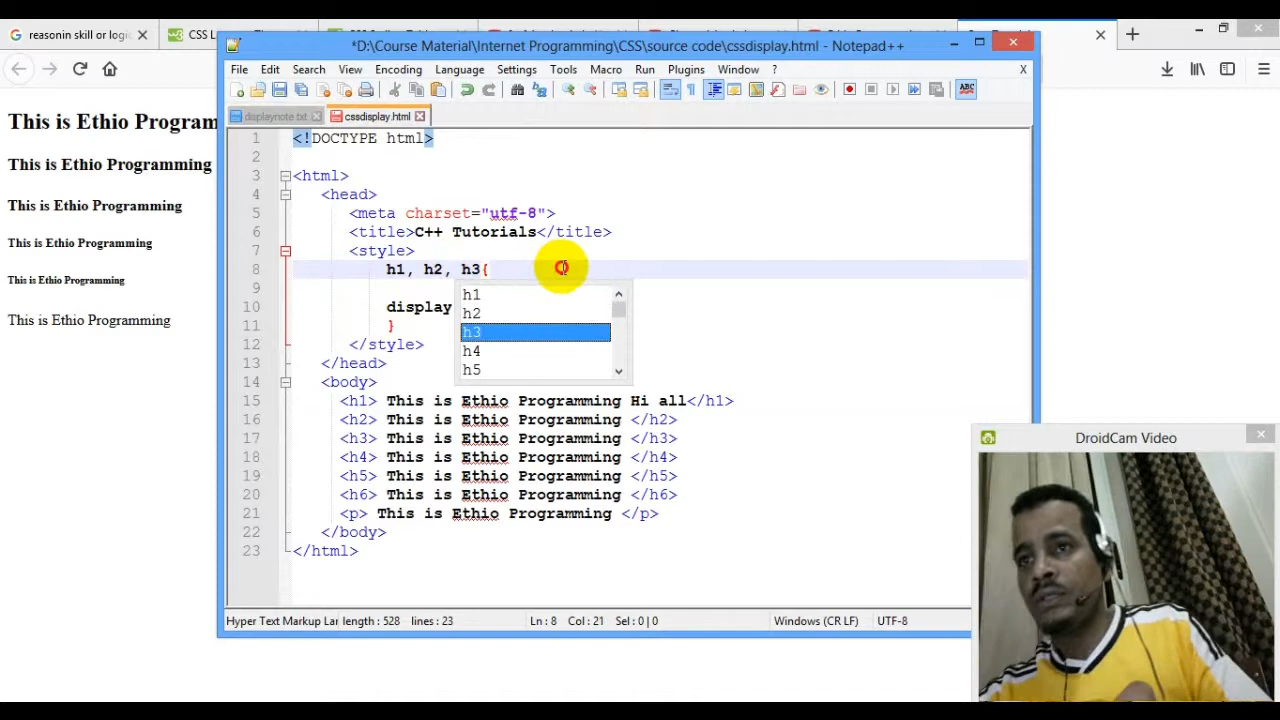 reasonin skill or logic
CSS L
*D:\Course Material\Internet Programming\CSS\source code\cssdisplay.html - Notepad++
File Edit Search View Encoding Language Settings Tools Macro Run Plugins Window ? X
displaynote.txt cssdisplay.html
This is Ethio Program
This is Ethio Programming
This is Ethio Programming
This is Ethio Programming
This is Ethio Programming
This is Ethio Programming
1 <!DOCTYPE html>
2
3 <html>
4 <head>
5 <meta charset="utf-8">
6 <title>C++ Tutorials</title>
7 <style>
8 h1, h2, h3{
9
10 display
11 }
12 </style>
13 </head>
14 <body>
15 <h1> This is Ethio Programming Hi all</h1>
16 <h2> This is Ethio Programming </h2>
17 <h3> This is Ethio Programming </h3>
18 <h4> This is Ethio Programming </h4>
19 <h5> This is Ethio Programming </h5>
20 <h6> This is Ethio Programming </h6>
21 <p> This is Ethio Programming </p>
22 </body>
23 </html>
h1
h2
h3
h4
h5
Hyper Text Markup Lan length : 528 lines : 23 Ln : 8 Col : 21 Sel : 0 | 0 Windows (CR LF) UTF-8
DroidCam Video